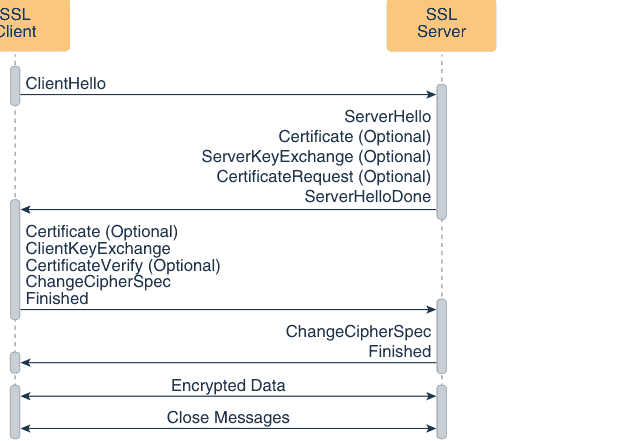 SSL
Client
SSL
Server
ClientHello
ServerHello
Certificate (Optional)
ServerKeyExchange (Optional)
CertificateRequest (Optional)
ServerHelloDone
Certificate (Optional)
ClientKeyExchange
CertificateVerify (Optional)
ChangeCipherSpec
Finished
ChangeCipherSpec
Finished
Encrypted Data
Close Messages